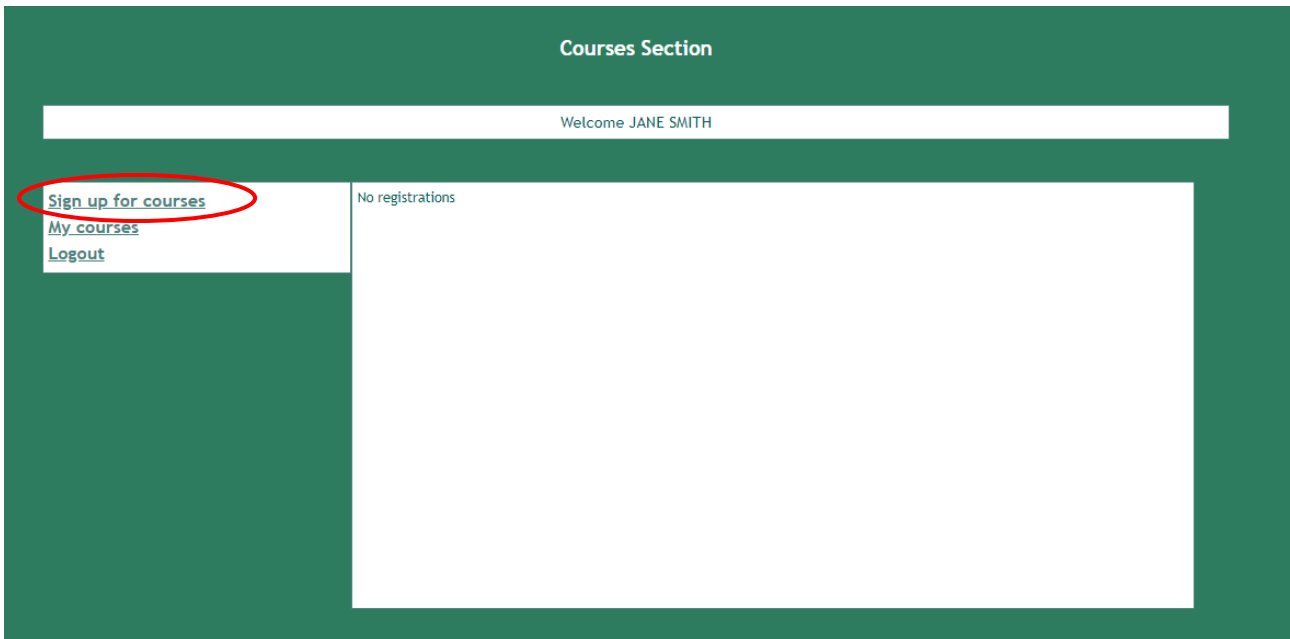 Courses Section
Welcome JANE SMITH
Sign up for courses
My courses
Logout
No registrations